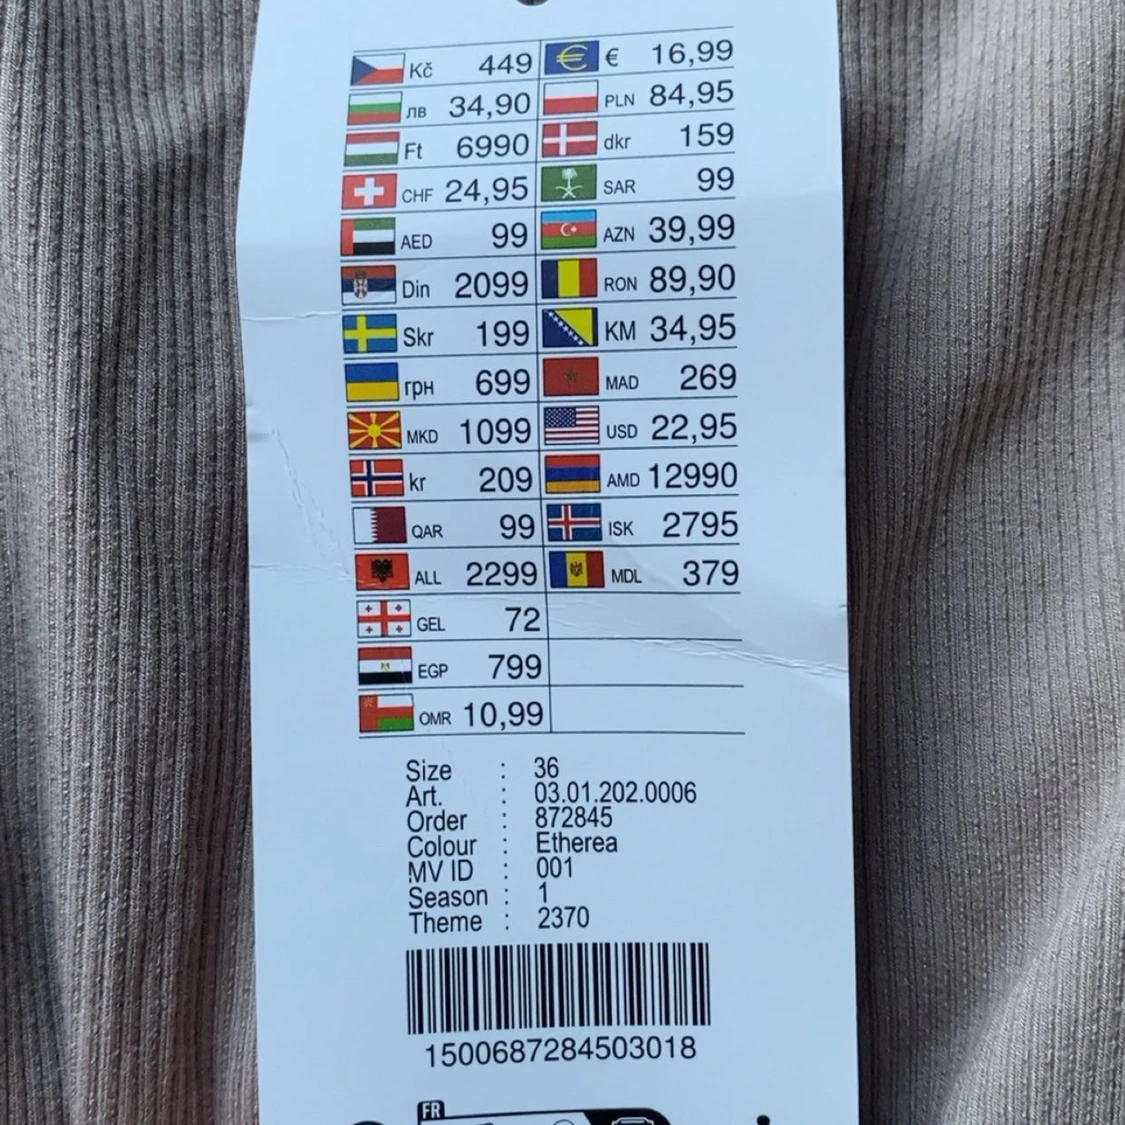 Kč 449 € 16,99
лв 34,90 PLN 84,95
Ft 6990 dkr 159
CHF 24,95 SAR 99
AED 99 AZN 39,99
Din 2099 RON 89,90
Skr 199 KM 34,95
грн 699 MAD 269
MKD 1099 USD 22,95
kr 209 AMD 12990
QAR 99 ISK 2795
ALL 2299 MDL 379
GEL 72
EGP 799
OMR 10,99
Size : 36
Art. : 03.01.202.0006
Order : 872845
Colour : Etherea
MV ID : 001
Season : 1
Theme : 2370
1500687284503018
FR